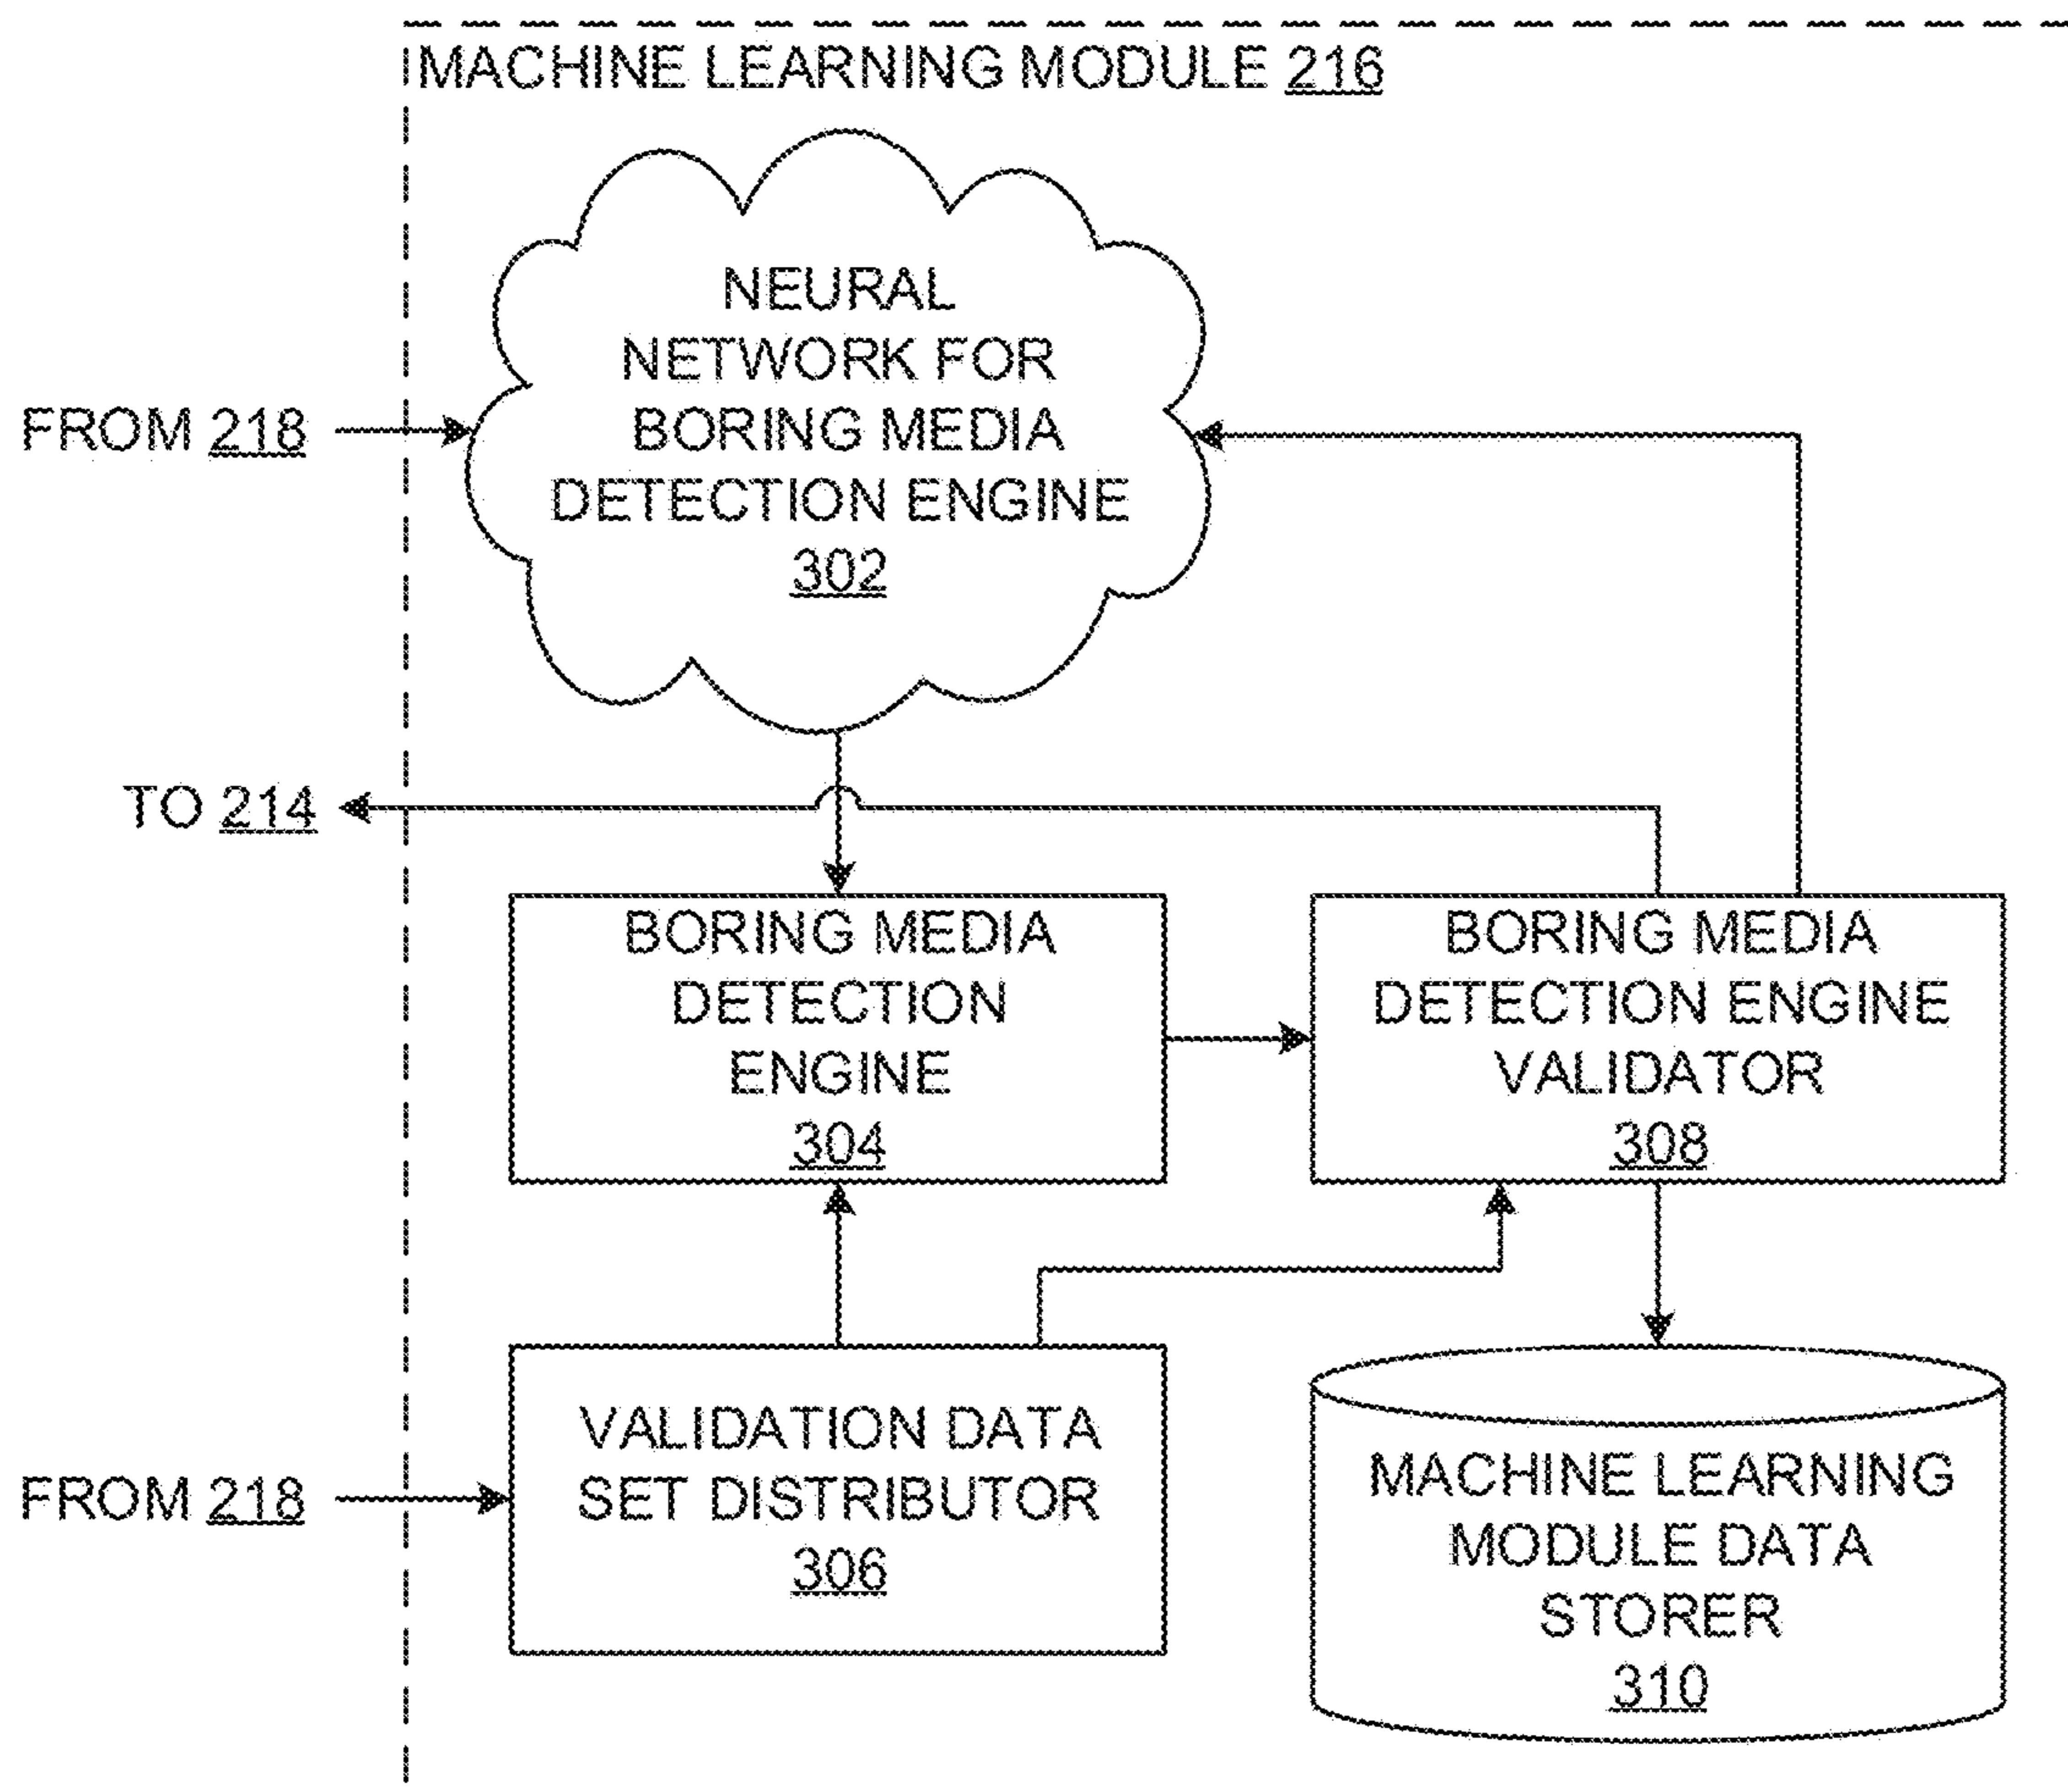 MACHINE LEARNING MODULE 216
NEURAL
NETWORK FOR
BORING MEDIA
DETECTION ENGINE
302
FROM 218
TO 214
BORING MEDIA
DETECTION
ENGINE
304
BORING MEDIA
DETECTION ENGINE
VALIDATOR
308
FROM 218
VALIDATION DATA
SET DISTRIBUTOR
306
MACHINE LEARNING
MODULE DATA
STORER
310